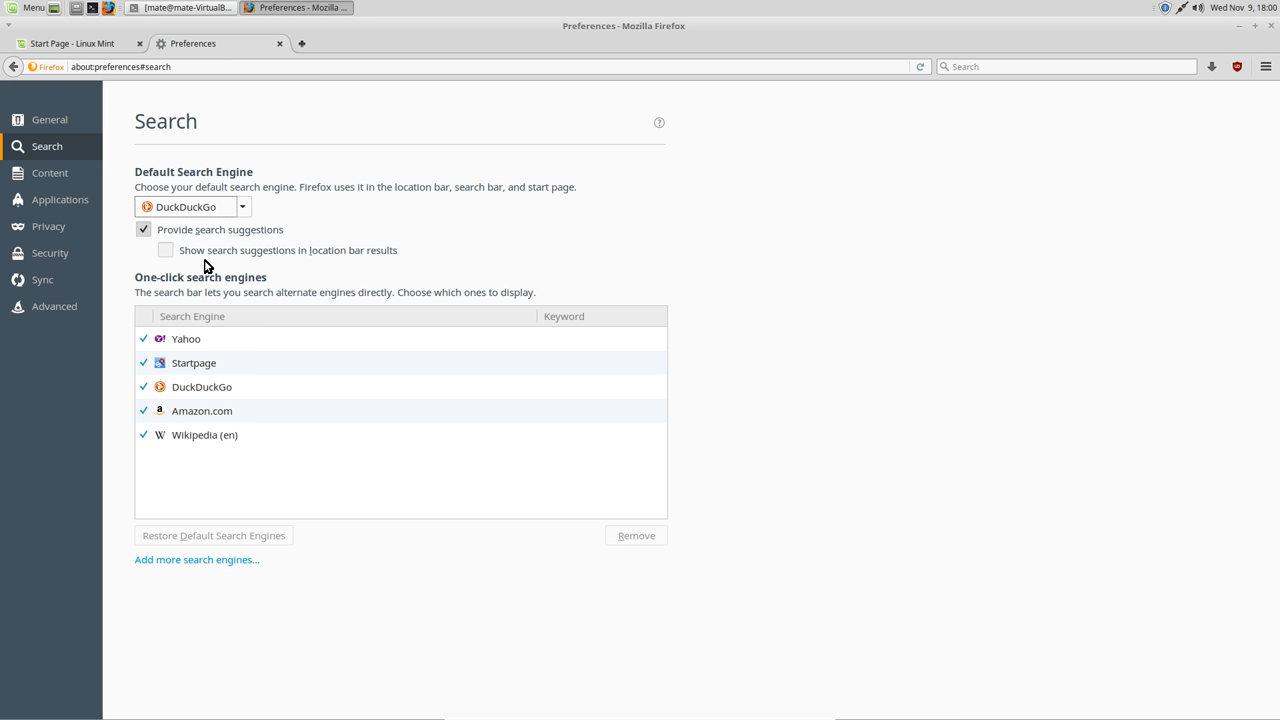 Menu
[mate@mate-VirtualB...
Preferences - Mozilla ...
Wed Nov 9, 18:00
Preferences - Mozilla Firefox
Start Page - Linux Mint
Preferences
Firefox
about:preferences#search
Search
General
Search
Content
Applications
Privacy
Security
Sync
Advanced
Search
Default Search Engine
Choose your default search engine. Firefox uses it in the location bar, search bar, and start page.
DuckDuckGo
Provide search suggestions
Show search suggestions in location bar results
One-click search engines
The search bar lets you search alternate engines directly. Choose which ones to display.
Search Engine Keyword
Yahoo
Startpage
DuckDuckGo
Amazon.com
Wikipedia (en)
Restore Default Search Engines
Remove
Add more search engines...